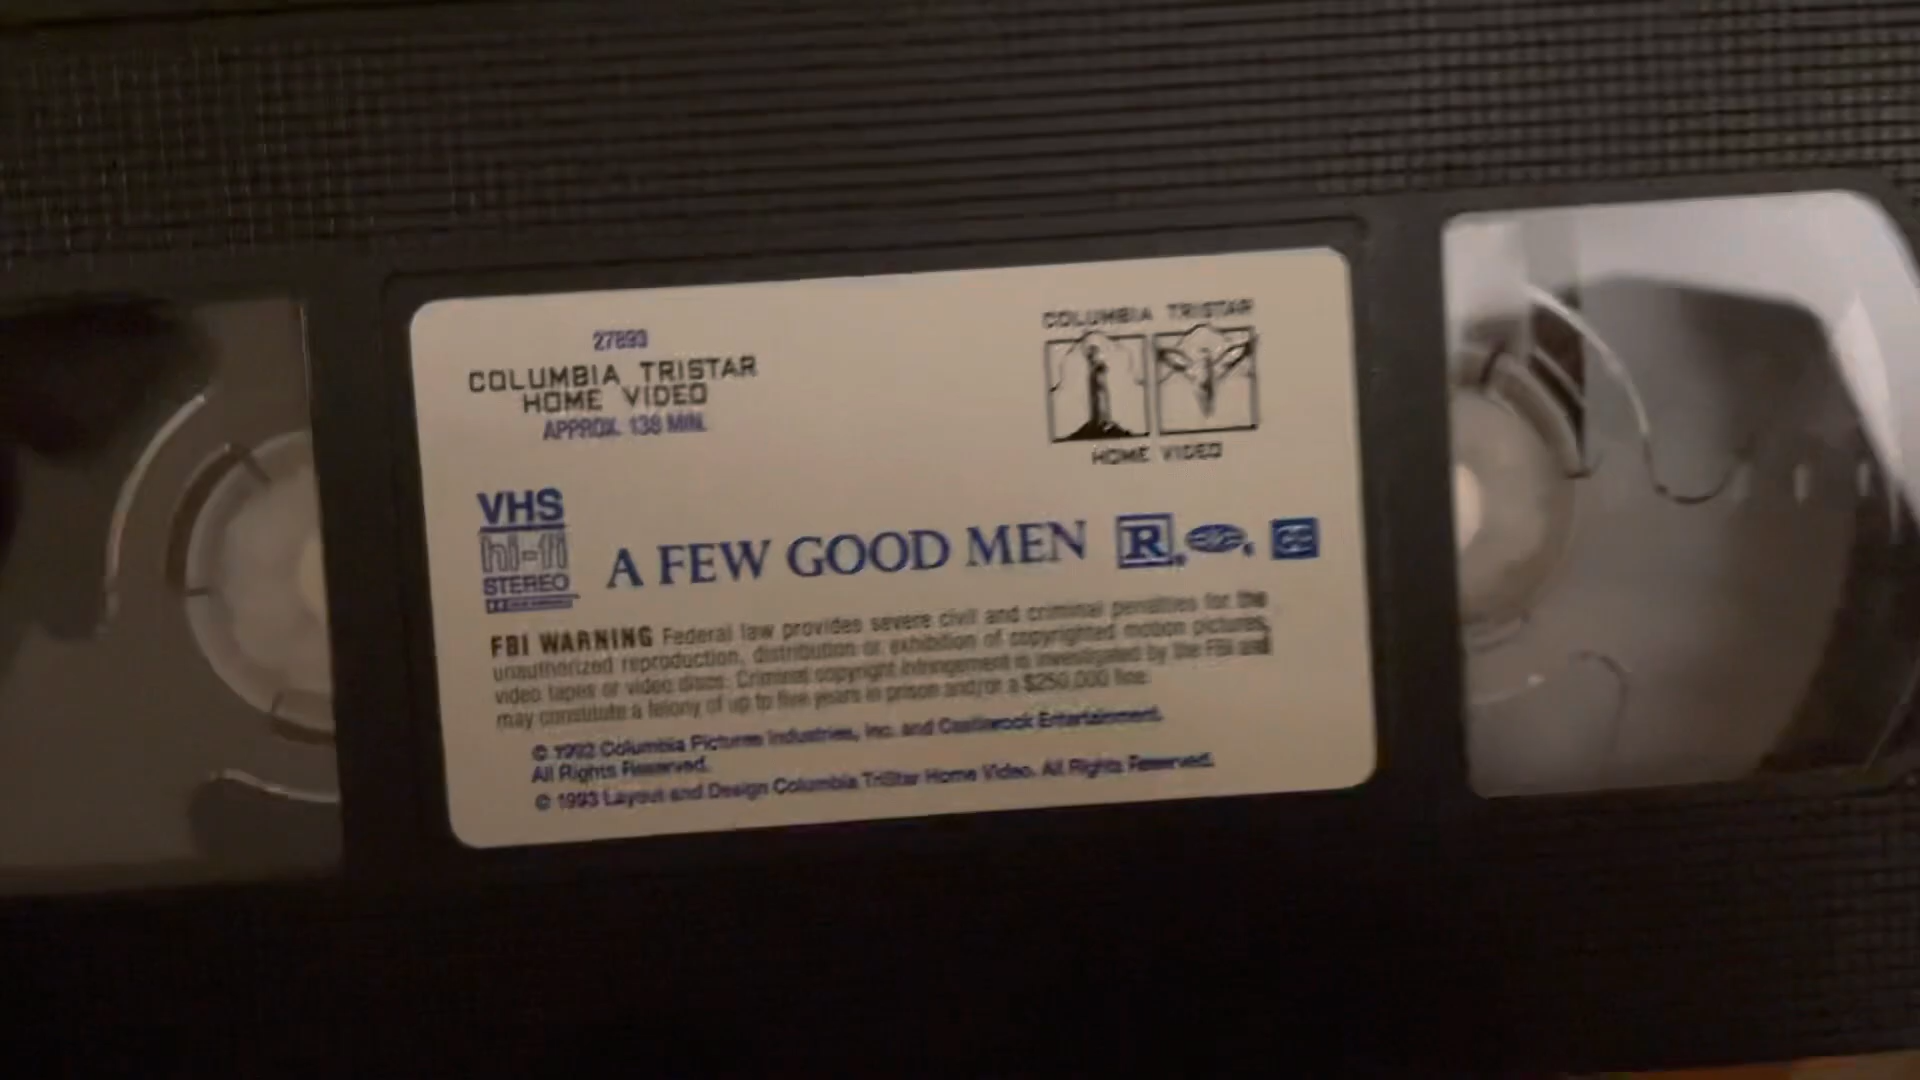 27893
COLUMBIA TRISTAR
HOME VIDEO
APPROX. 138 MIN.
COLUMBIA TRISTAR
HOME VIDEO
VHS
hi-fi
STEREO
A FEW GOOD MEN R CC
FBI WARNING Federal law provides severe civil and criminal penalties for the
unauthorized reproduction, distribution or exhibition of copyrighted motion pictures,
video tapes or video discs. Criminal copyright infringement is investigated by the FBI and
may constitute a felony of up to five years in prison and/or a $250,000 fine.
© 1992 Columbia Pictures Industries, Inc. and Castle Rock Entertainment.
All Rights Reserved.
© 1993 Layout and Design Columbia TriStar Home Video. All Rights Reserved.